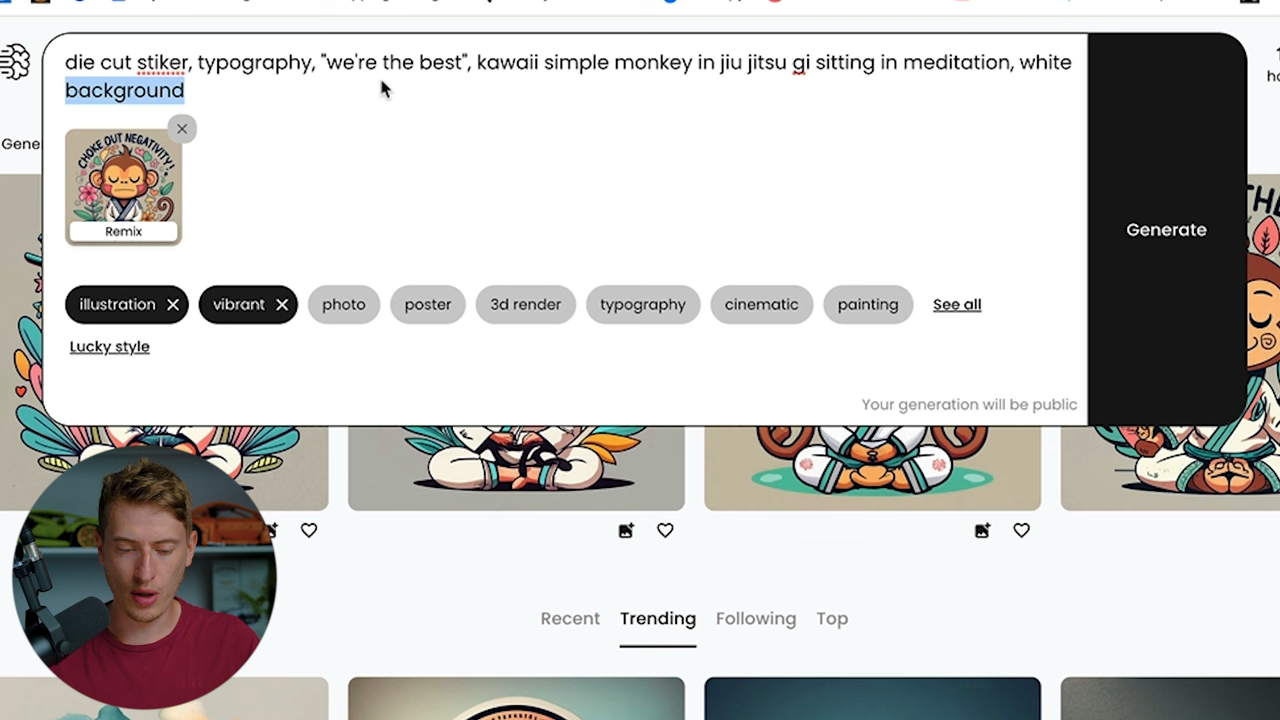 die cut stiker, typography, "we're the best", kawaii simple monkey in jiu jitsu gi sitting in meditation, white
background
Gene
CHOKE OUT NEGATIVITY!
Remix
Generate
illustration
vibrant
photo
poster
3d render
typography
cinematic
painting
See all
Lucky style
Your generation will be public
Recent
Trending
Following
Top